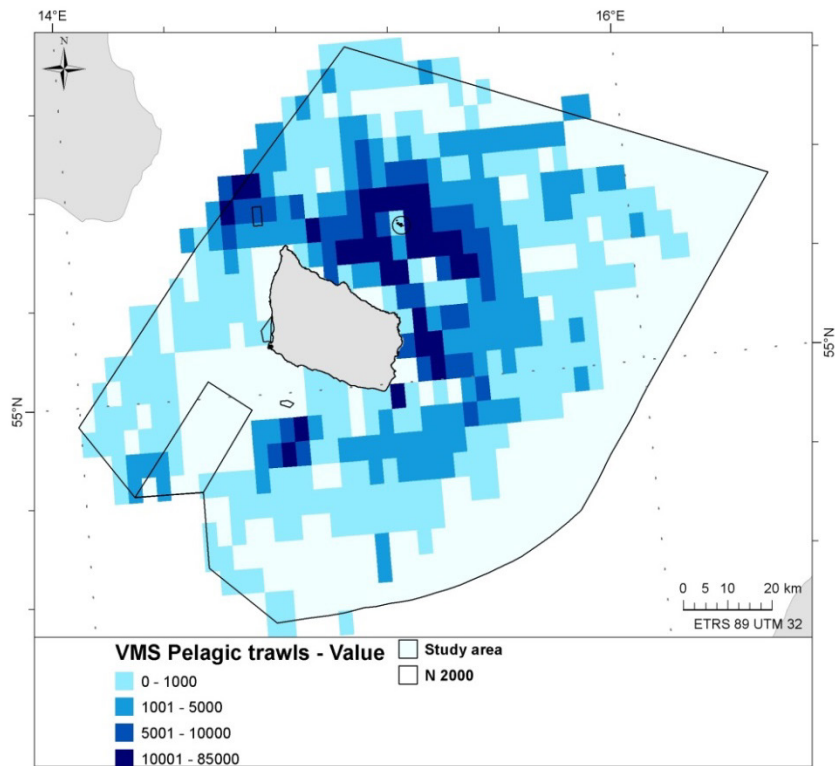 14°E
16°E
N
55°N
55°N
0 5 10 20 km
ETRS 89 UTM 32
VMS Pelagic trawls - Value
0 - 1000
1001 - 5000
5001 - 10000
10001 - 85000
Study area
N 2000